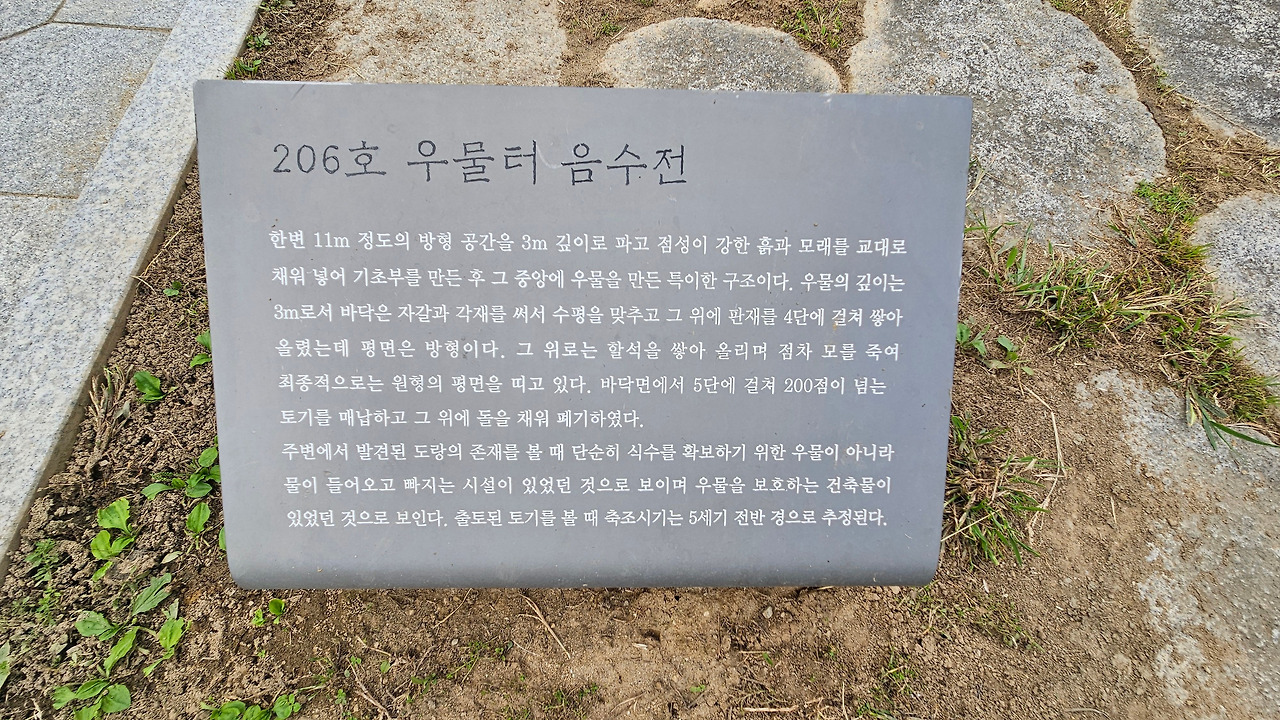 206호 우물터 음수전
한변 11m 정도의 방형 공간을 3m 깊이로 파고 점성이 강한 흙과 모래를 교대로
채워 넣어 기초부를 만든 후 그 중앙에 우물을 만든 특이한 구조이다. 우물의 깊이는
3m로서 바닥은 자갈과 각재를 써서 수평을 맞추고 그 위에 판재를 4단에 걸쳐 쌓아
올렸는데 평면은 방형이다. 그 위로는 할석을 쌓아 올리며 점차 모를 죽여
최종적으로는 원형의 평면을 띠고 있다. 바닥면에서 5단에 걸쳐 200점이 넘는
토기를 매납하고 그 위에 돌을 채워 폐기하였다.
주변에서 발견된 도랑의 존재를 볼 때 단순히 식수를 확보하기 위한 우물이 아니라
물이 들어오고 빠지는 시설이 있었던 것으로 보이며 우물을 보호하는 건축물이
있었던 것으로 보인다. 출토된 토기를 볼 때 축조시기는 5세기 전반 경으로 추정된다.